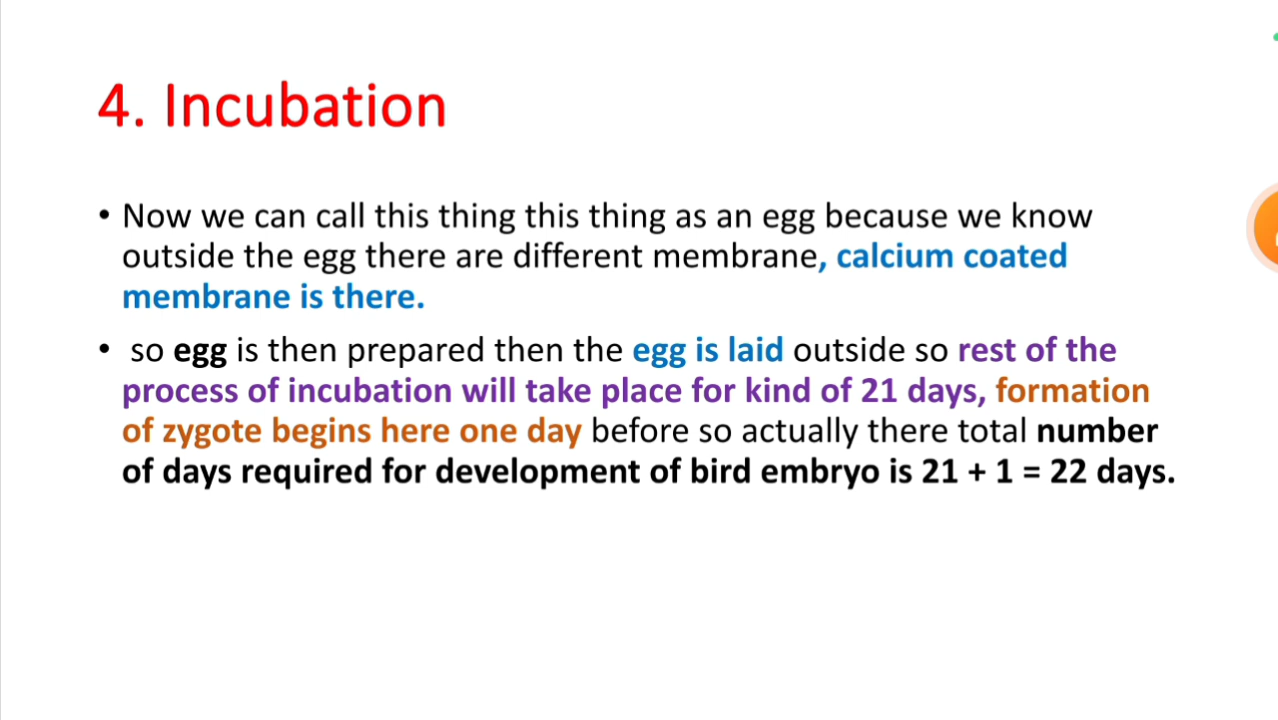 4. Incubation
• Now we can call this thing this thing as an egg because we know
outside the egg there are different membrane, calcium coated
membrane is there.
• so egg is then prepared then the egg is laid outside so rest of the
process of incubation will take place for kind of 21 days, formation
of zygote begins here one day before so actually there total number
of days required for development of bird embryo is 21 + 1 = 22 days.